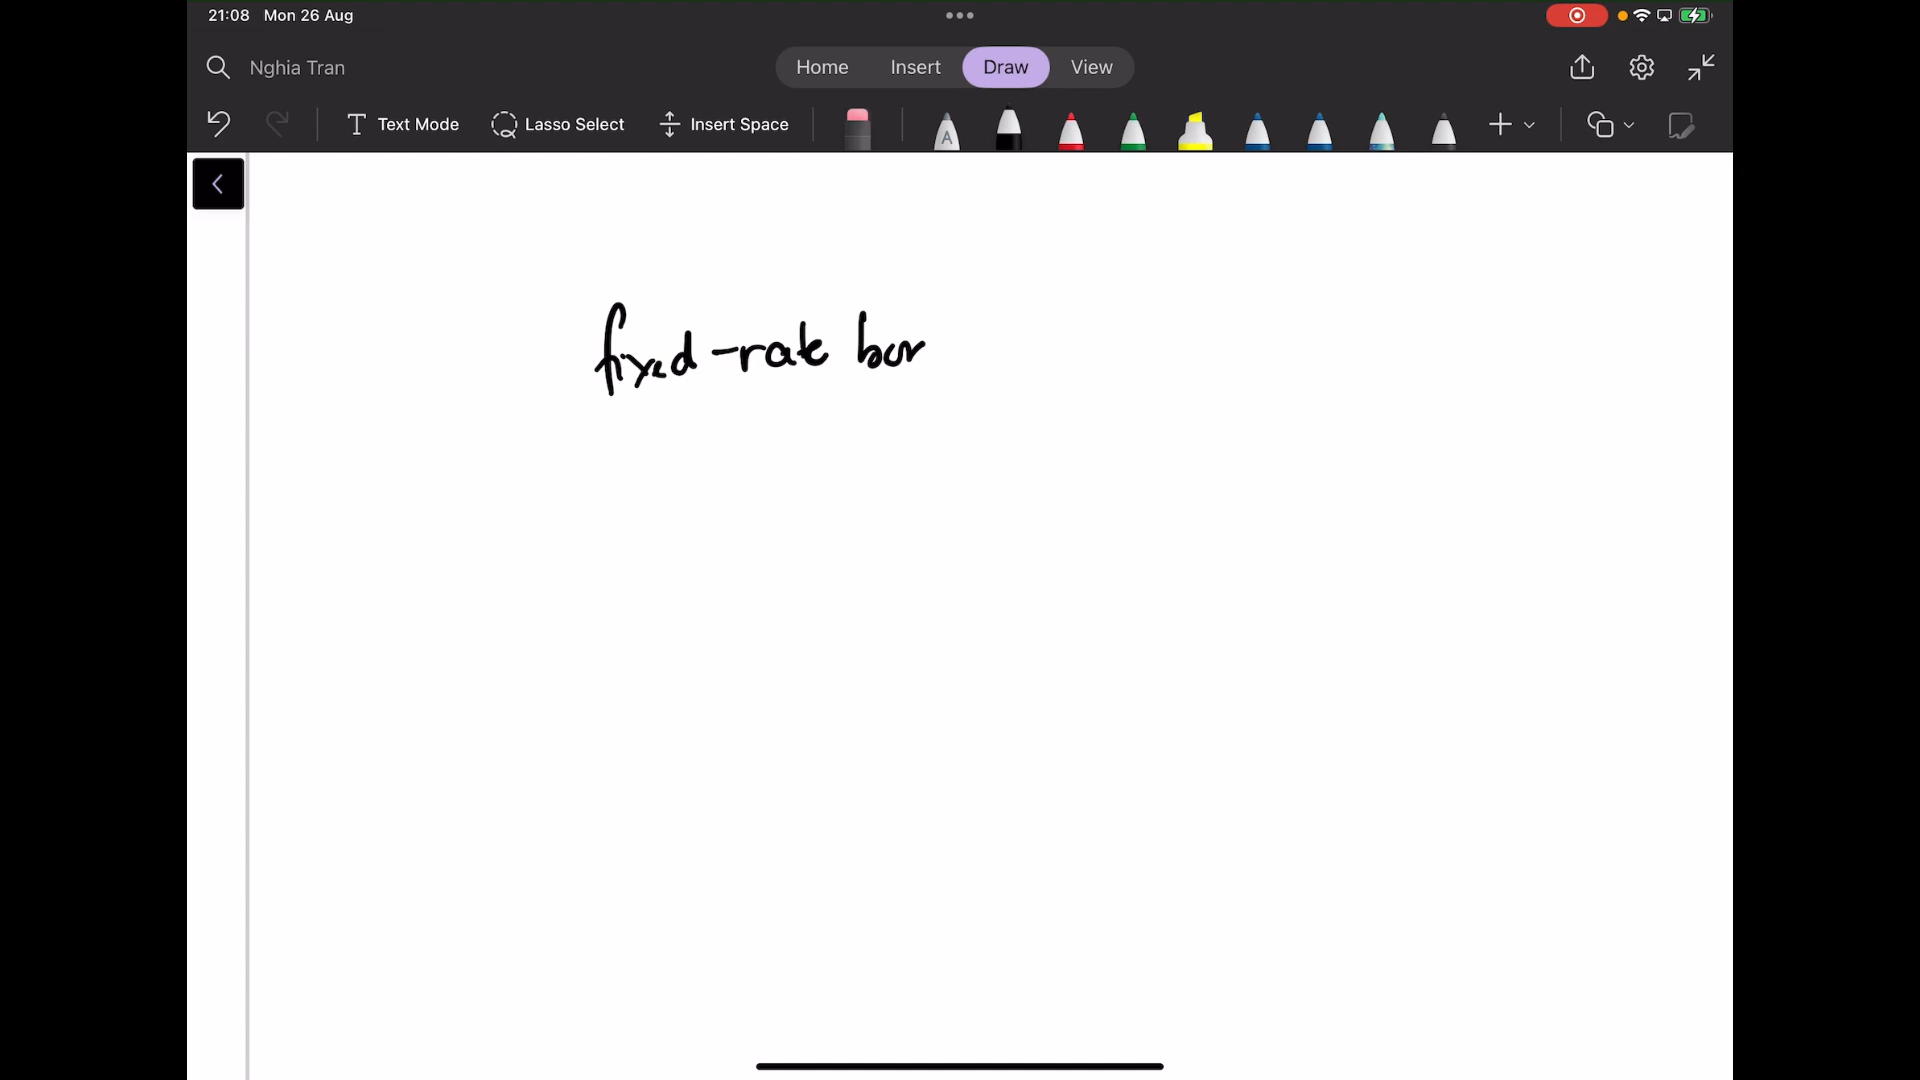 21:08 Mon 26 Aug
Nghia Tran
Home Insert Draw View
Text Mode Lasso Select Insert Space A
fixed-rate bon